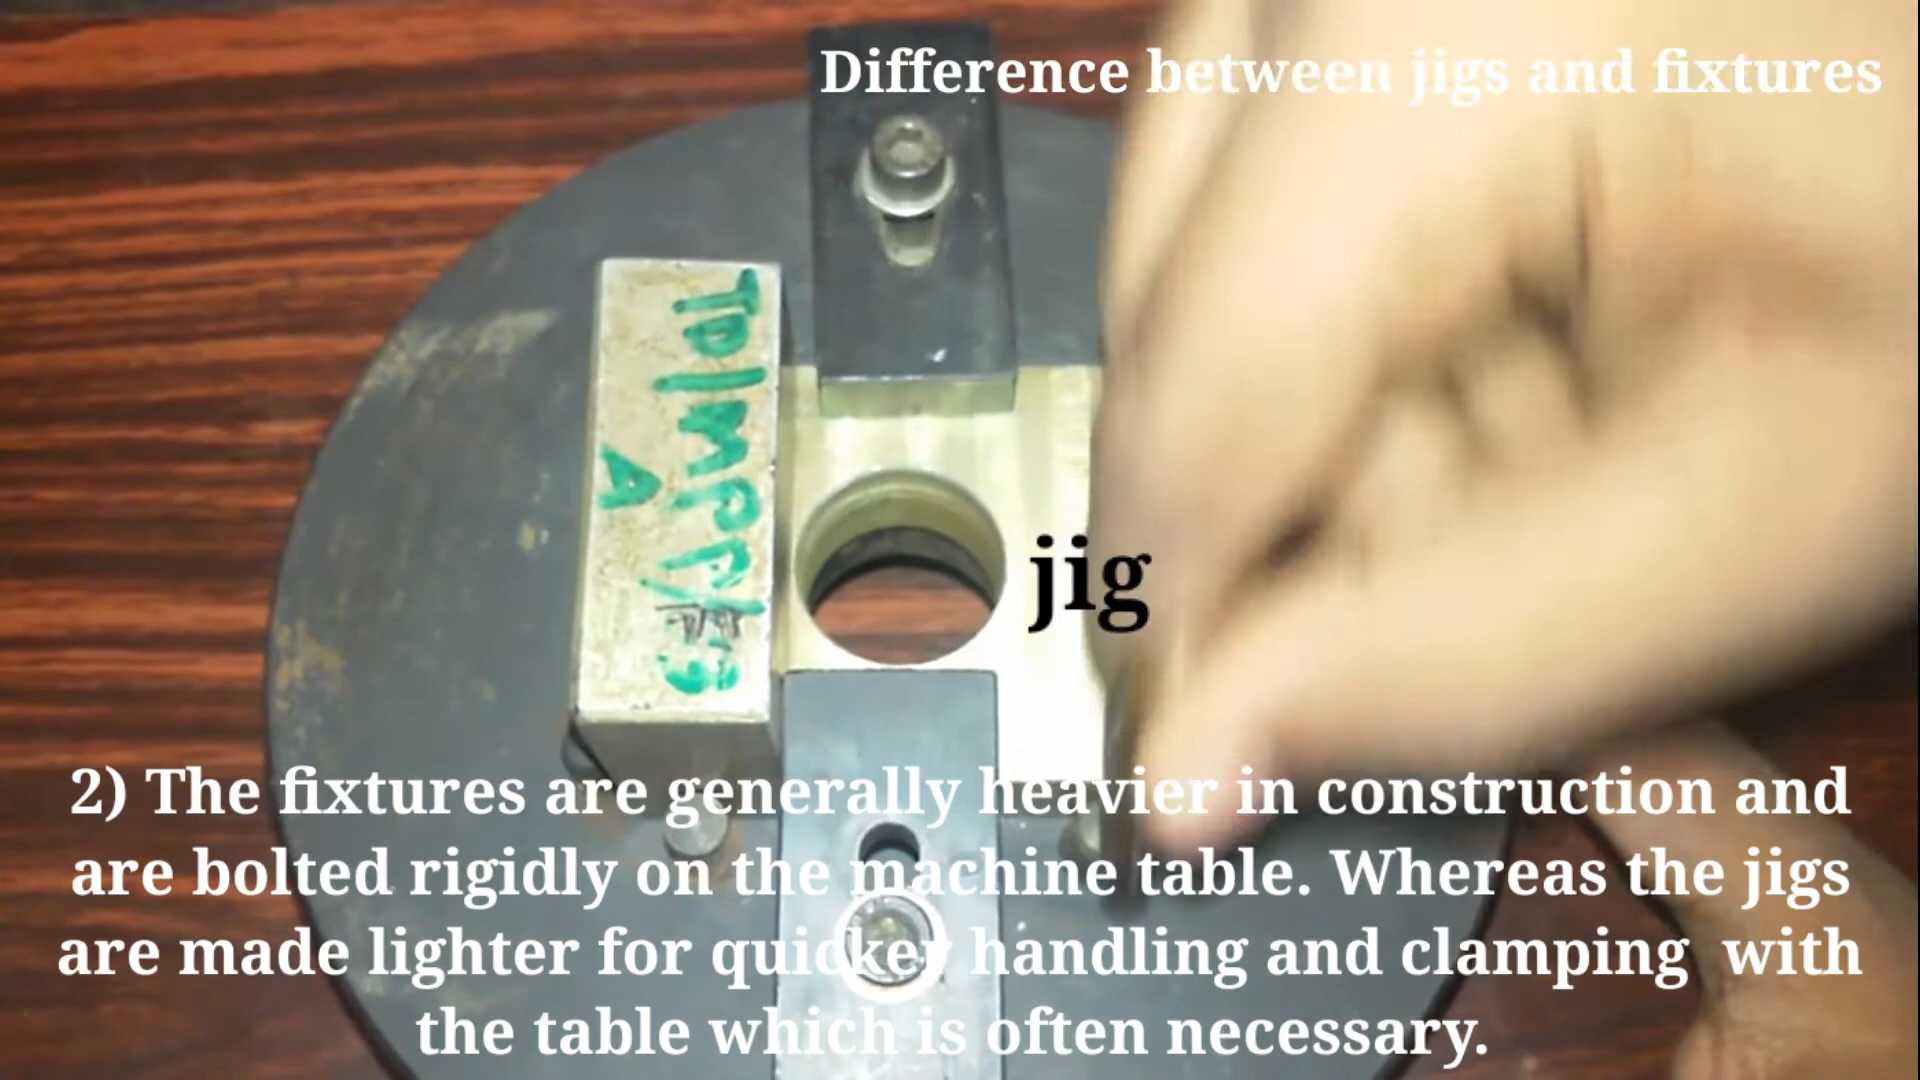 Difference between jigs and fixtures
jig
2) The fixtures are generally heavier in construction and
are bolted rigidly on the machine table. Whereas the jigs
are made lighter for quicker handling and clamping with
the table which is often necessary.